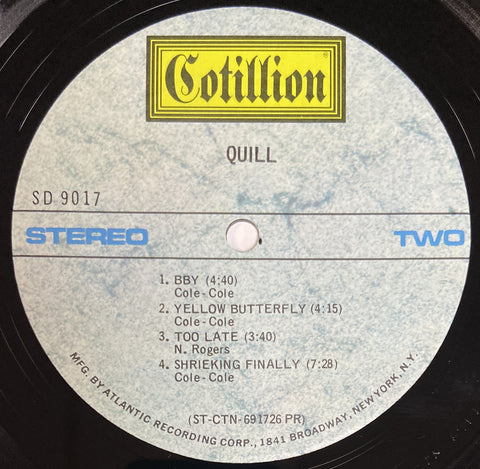 Cotillion®
QUILL
SD 9017
STEREO TWO
1. BBY (4:40)
Cole-Cole
2. YELLOW BUTTERFLY (4:15)
Cole-Cole
3. TOO LATE (3:40)
N. Rogers
4. SHRIEKING FINALLY (7:28)
Cole-Cole
(ST-CTN-691726 PR)
MFG. BY ATLANTIC RECORDING CORP., 1841 BROADWAY, NEW YORK, N.Y.